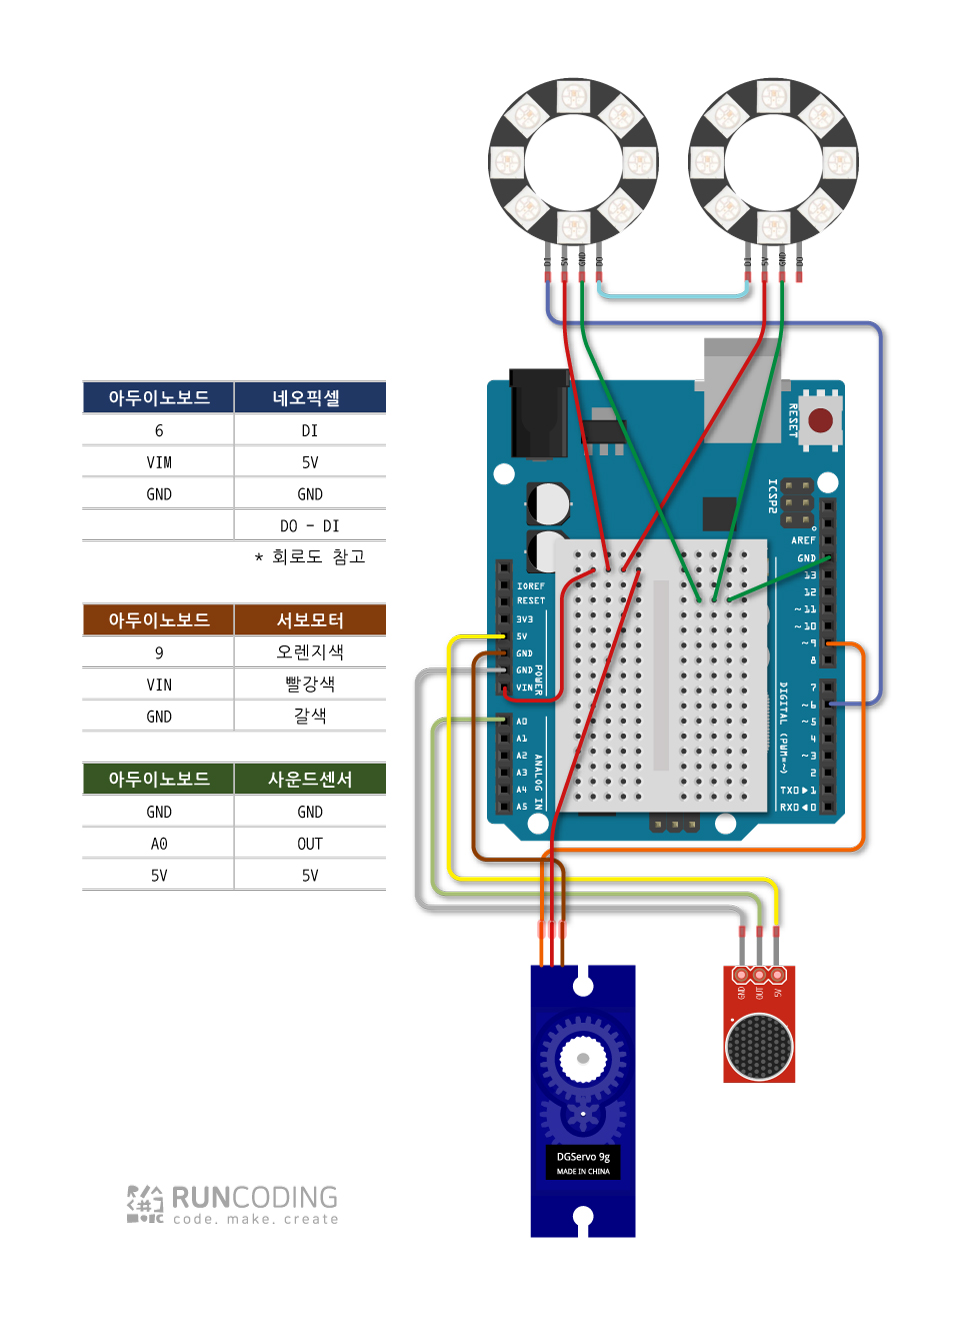 DI 5V GND DO
DI 5V GND DO
RESET
ICSP2
AREF
GND
13
12
~11
~10
~9
8
7
~6
~5
4
~3
2
TXD▶1
RXD◀0
DIGITAL (PWM=~)
IOREF
RESET
3V3
5V
GND
GND
VIN
POWER
A0
A1
A2
A3
A4
A5
ANALOG IN
아두이노보드 네오픽셀
6 DI
VIM 5V
GND GND
DO - DI
* 회로도 참고
아두이노보드 서보모터
9 오렌지색
VIN 빨강색
GND 갈색
아두이노보드 사운드센서
GND GND
A0 OUT
5V 5V
GND OUT 5V
DGServo 9g
MADE IN CHINA
RUNCODING
code. make. create